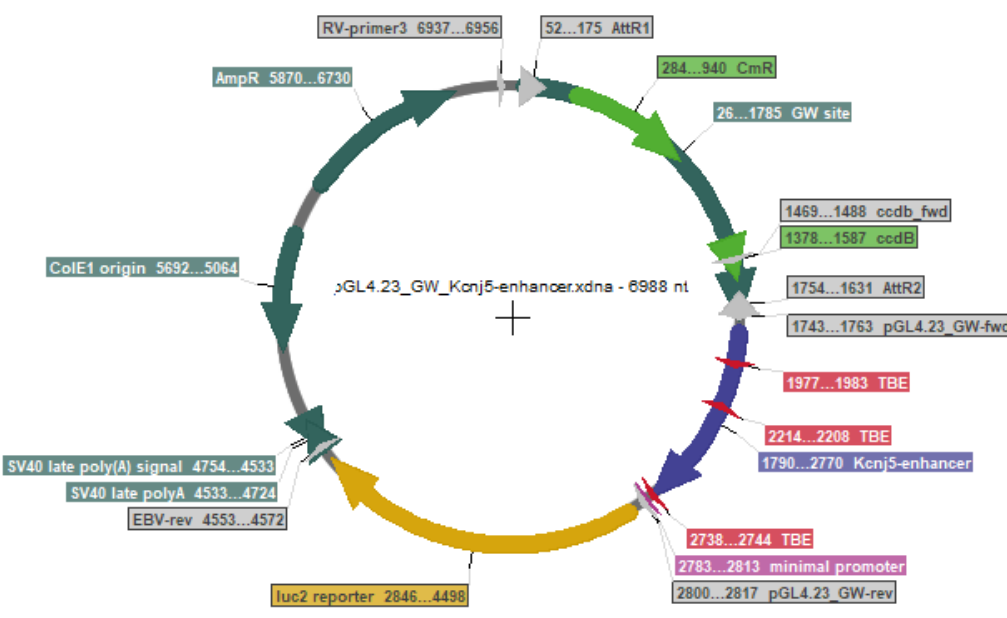 RV-primer3 6937...6956
52...175 AttR1
284...940 CmR
AmpR 5870...6730
26...1785 GW site
1469...1488 ccdb_fwd
1378...1587 ccdB
ColE1 origin 5692...5064
pGL4.23_GW_Kcnj5-enhancer.xdna - 6988 nt
1754...1631 AttR2
1743...1763 pGL4.23_GW-fwd
1977...1983 TBE
2214...2208 TBE
1790...2770 Kcnj5-enhancer
SV40 late poly(A) signal 4754...4533
SV40 late polyA 4533...4724
EBV-rev 4553...4572
2738...2744 TBE
2783...2813 minimal promoter
2800...2817 pGL4.23_GW-rev
luc2 reporter 2846...4498